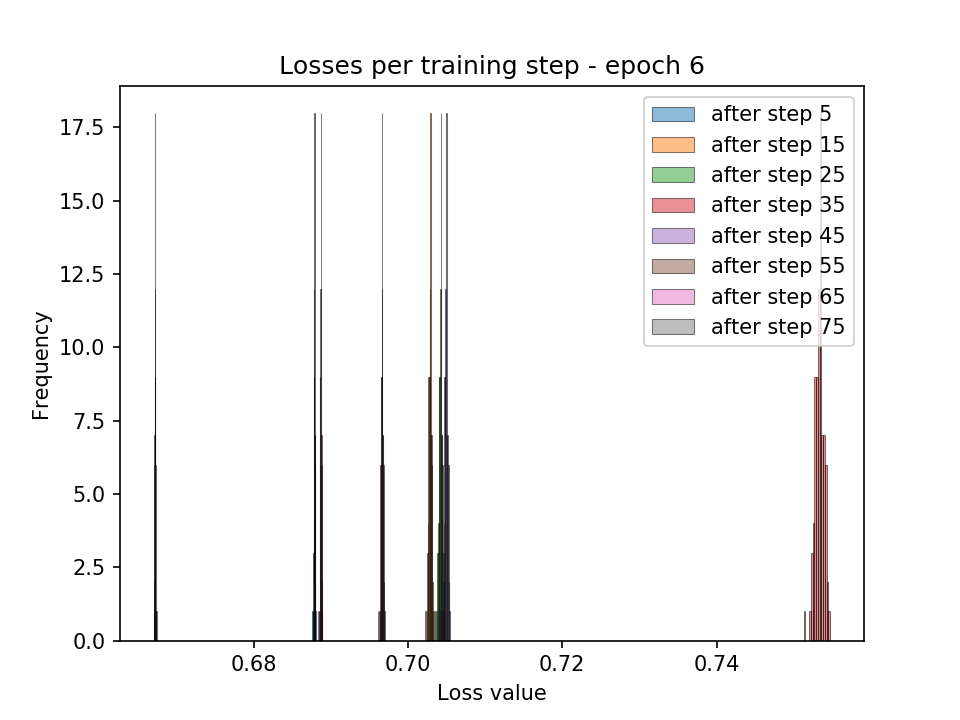 Losses per training step - epoch 6
after step 5
after step 15
after step 25
after step 35
after step 45
after step 55
after step 65
after step 75
Frequency
17.5
15.0
12.5
10.0
7.5
5.0
2.5
0.0
0.68 0.70 0.72 0.74
Loss value